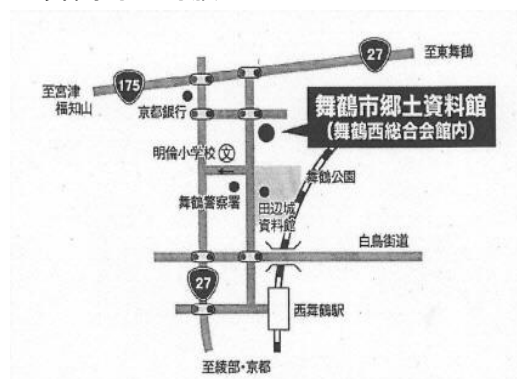 27
至東舞鶴
175
至宮津
福知山
京都銀行
舞鶴市郷土資料館
(舞鶴西総合会館内)
明倫小学校
文
舞鶴公園
舞鶴警察署
田辺城
資料館
白鳥街道
27
西舞鶴駅
至綾部・京都